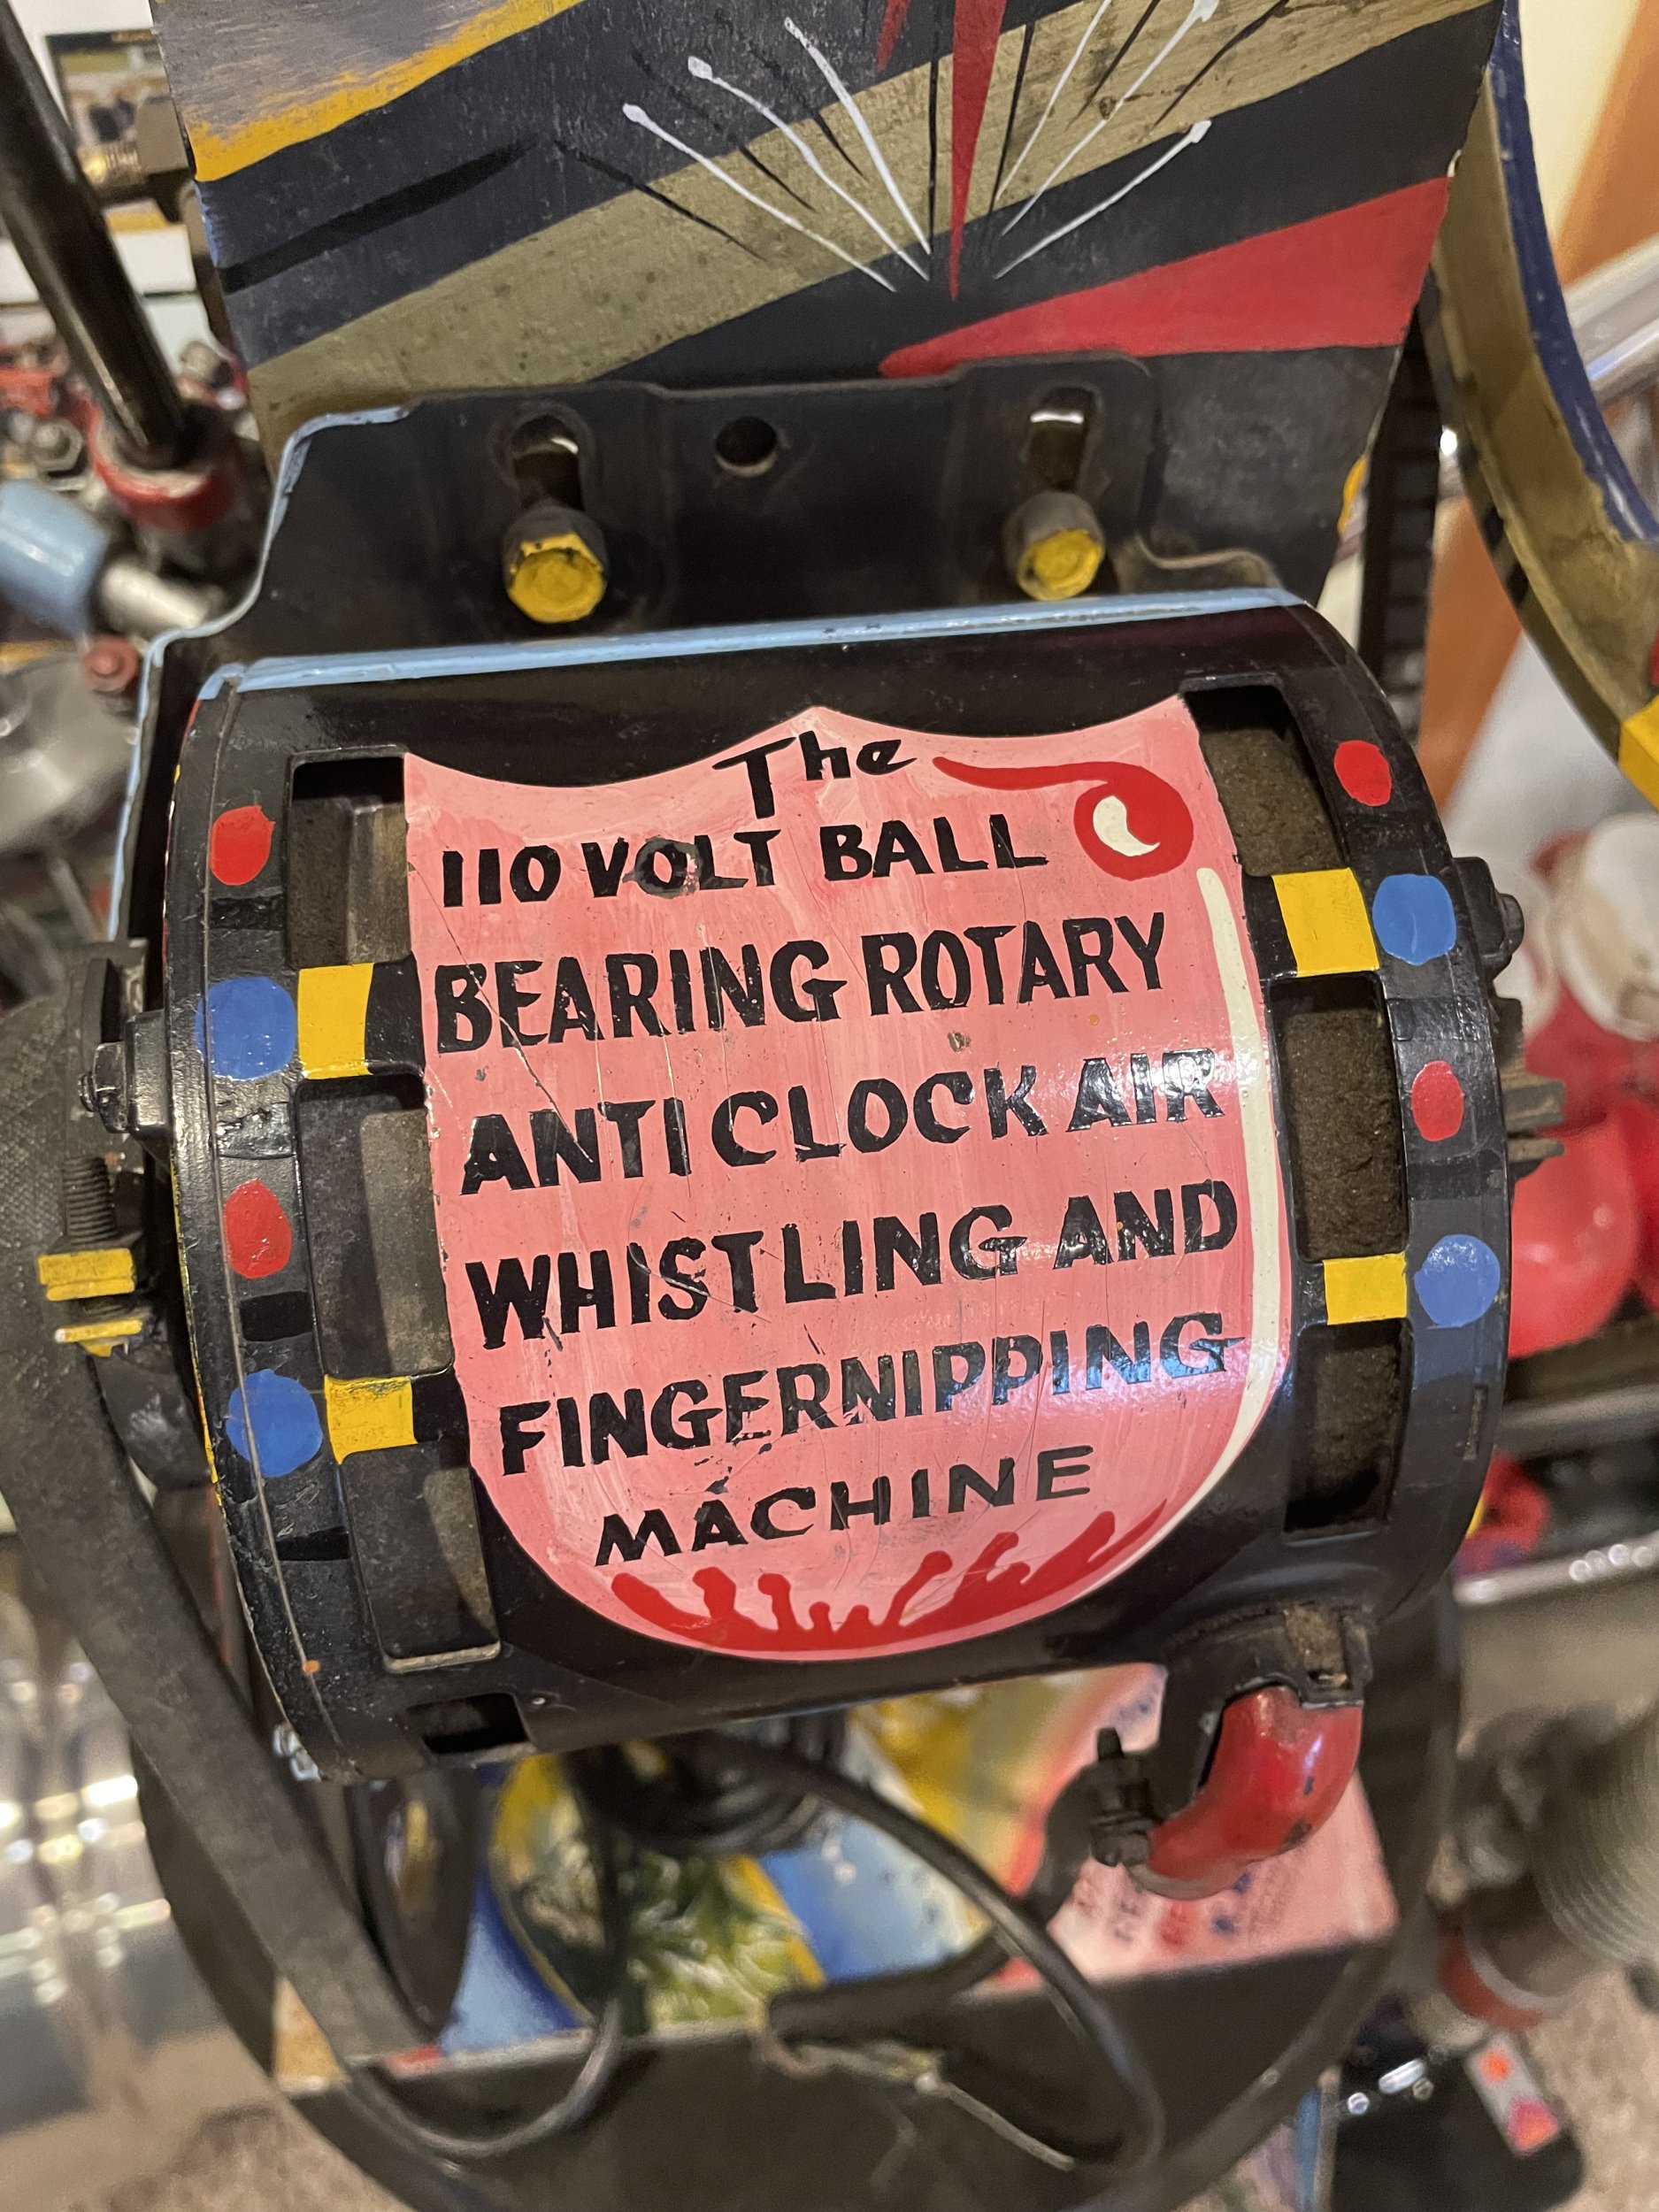 The
110 VOLT BALL
BEARING ROTARY
ANTI CLOCK AIR
WHISTLING AND
FINGERNIPPING
MACHINE